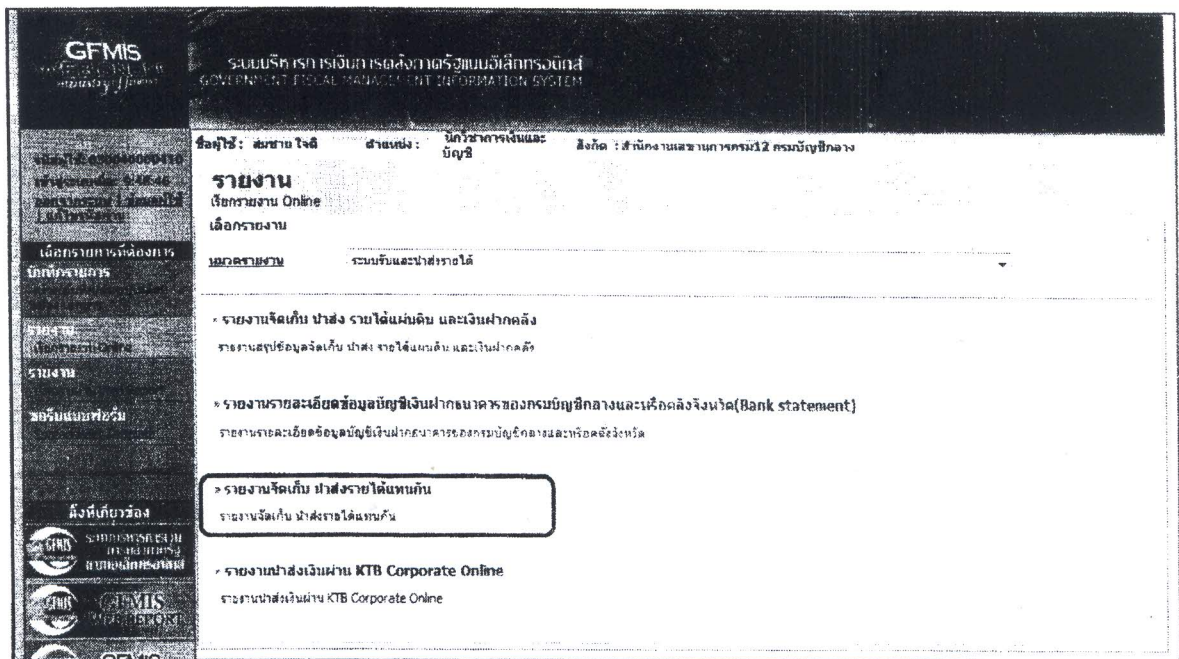 GFMIS
ระบบบริหารการเงินการคลังภาครัฐแบบอิเล็กทรอนิกส์
GOVERNMENT FISCAL MANAGEMENT INFORMATION SYSTEM
ชื่อผู้ใช้ : สมชาย ใจดี ตำแหน่ง : นักวิชาการเงินและบัญชี สังกัด : สำนักงานเลขานุการกรม12 กรมบัญชีกลาง
รายงาน
เรียกรายงาน Online
เลือกรายงาน
หมวดรายงาน ระบบรับและนำส่งรายได้
เลือกรายการที่ต้องการ
บันทึกรายการ
» รายงานจัดเก็บ นำส่ง รายได้แผ่นดิน และเงินฝากคลัง
รายงานสรุปข้อมูลจัดเก็บ นำส่ง รายได้แผ่นดิน และเงินฝากคลัง
รายงาน
เรียกรายงาน Online
รายงาน
ขอรับแบบฟอร์ม
» รายงานรายละเอียดข้อมูลบัญชีเงินฝากธนาคารของกรมบัญชีกลางและหรือคลังจังหวัด(Bank statement)
รายงานรายละเอียดข้อมูลบัญชีเงินฝากธนาคารของกรมบัญชีกลางและหรือคลังจังหวัด
» รายงานจัดเก็บ นำส่งรายได้แทนกัน
รายงานจัดเก็บ นำส่งรายได้แทนกัน
» รายงานนำส่งเงินผ่าน KTB Corporate Online
รายงานนำส่งเงินผ่าน KTB Corporate Online
GFMIS
WEB REPORT
GFMIS